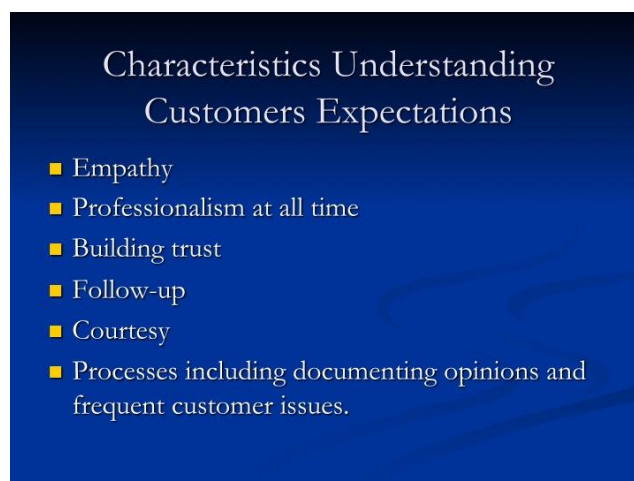 Characteristics Understanding
Customers Expectations
Empathy
Professionalism at all time
Building trust
Follow-up
Courtesy
Processes including documenting opinions and
frequent customer issues.